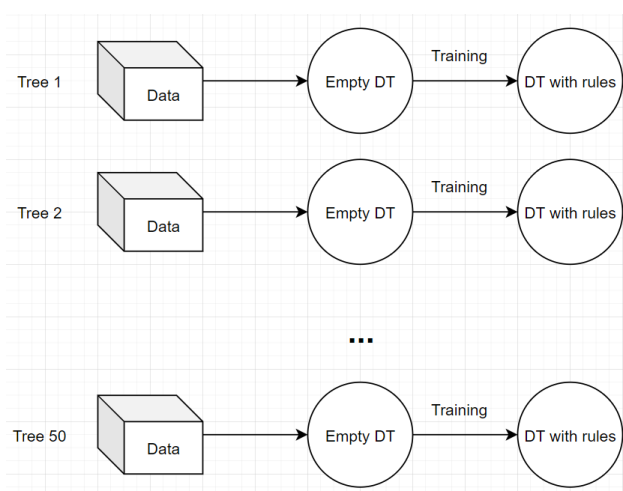 Training
Tree 1
Data
Empty DT
DT with rules
Training
Tree 2
Data
Empty DT
DT with rules
...
Training
Tree 50
Data
Empty DT
DT with rules